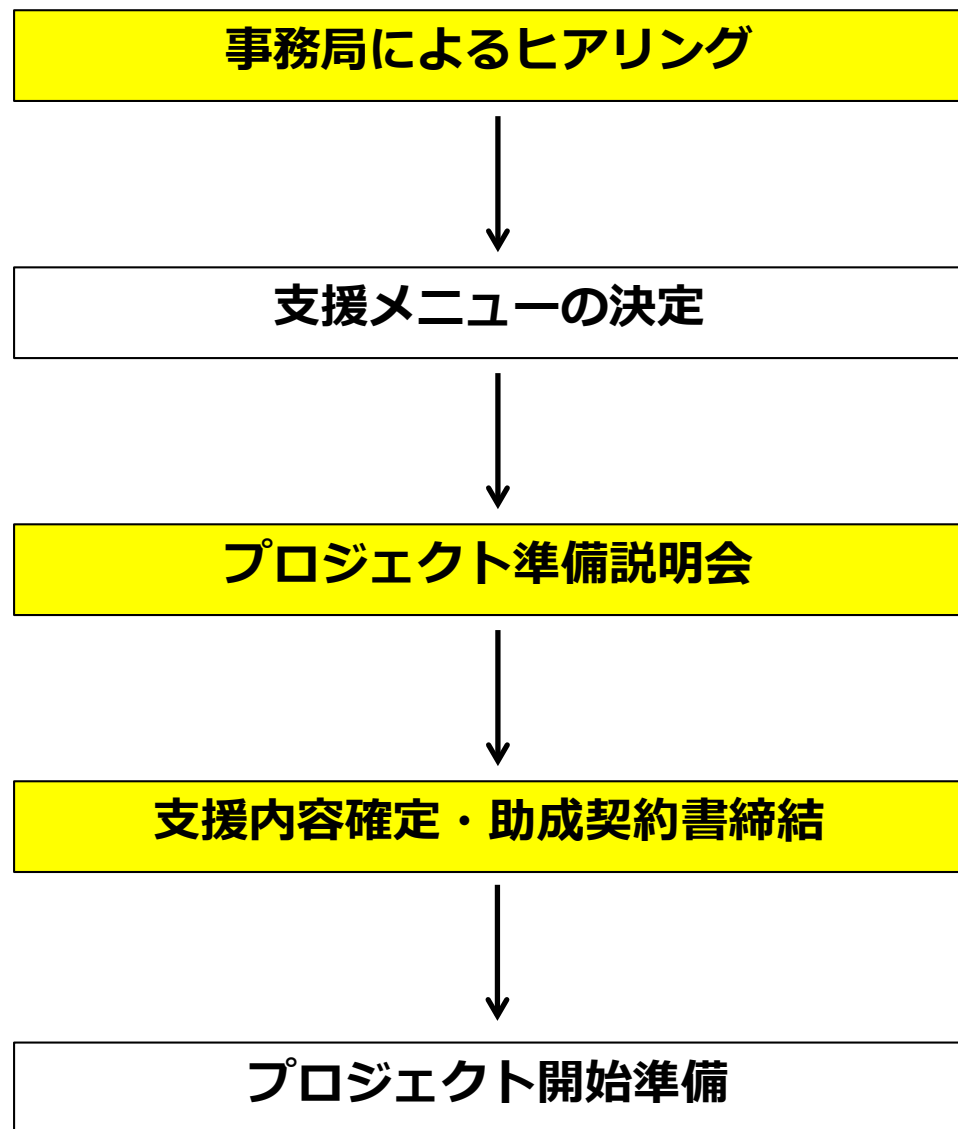 事務局によるヒアリング
支援メニューの決定
プロジェクト準備説明会
支援内容確定・助成契約書締結
プロジェクト開始準備